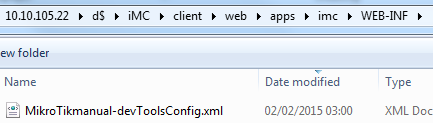 10.10.105.22 ▸ d$ ▸ iMC ▸ client ▸ web ▸ apps ▸ imc ▸ WEB-INF ▸
ew folder
Name Date modified Type
MikroTikmanual-devToolsConfig.xml 02/02/2015 03:00 XML Doc